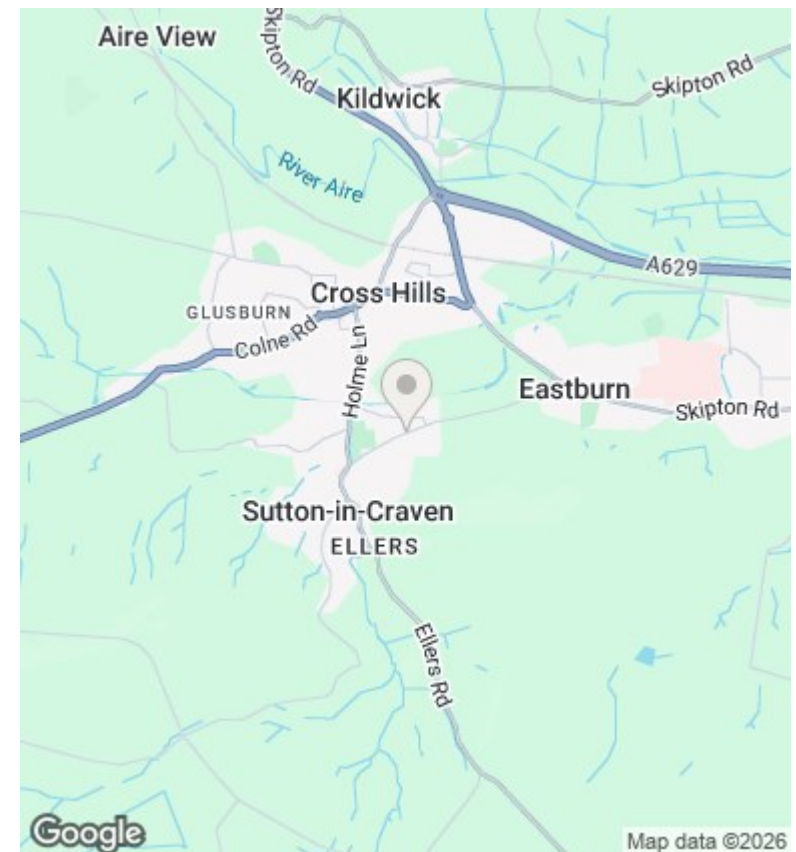 Aire View
Skipton Rd
Kildwick
Skipton Rd
River Aire
A629
Cross Hills
GLUSBURN
Colne Rd
Holme Ln
Eastburn
Skipton Rd
Sutton-in-Craven
ELLERS
Ellers Rd
Google
Map data ©2026